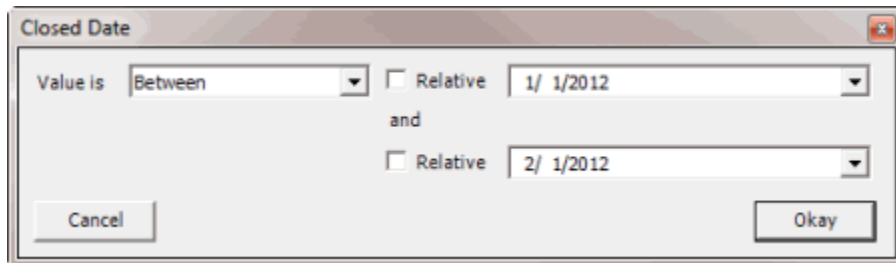 Closed Date
Value is Between Relative 1/ 1/2012
and
Relative 2/ 1/2012
Cancel Okay